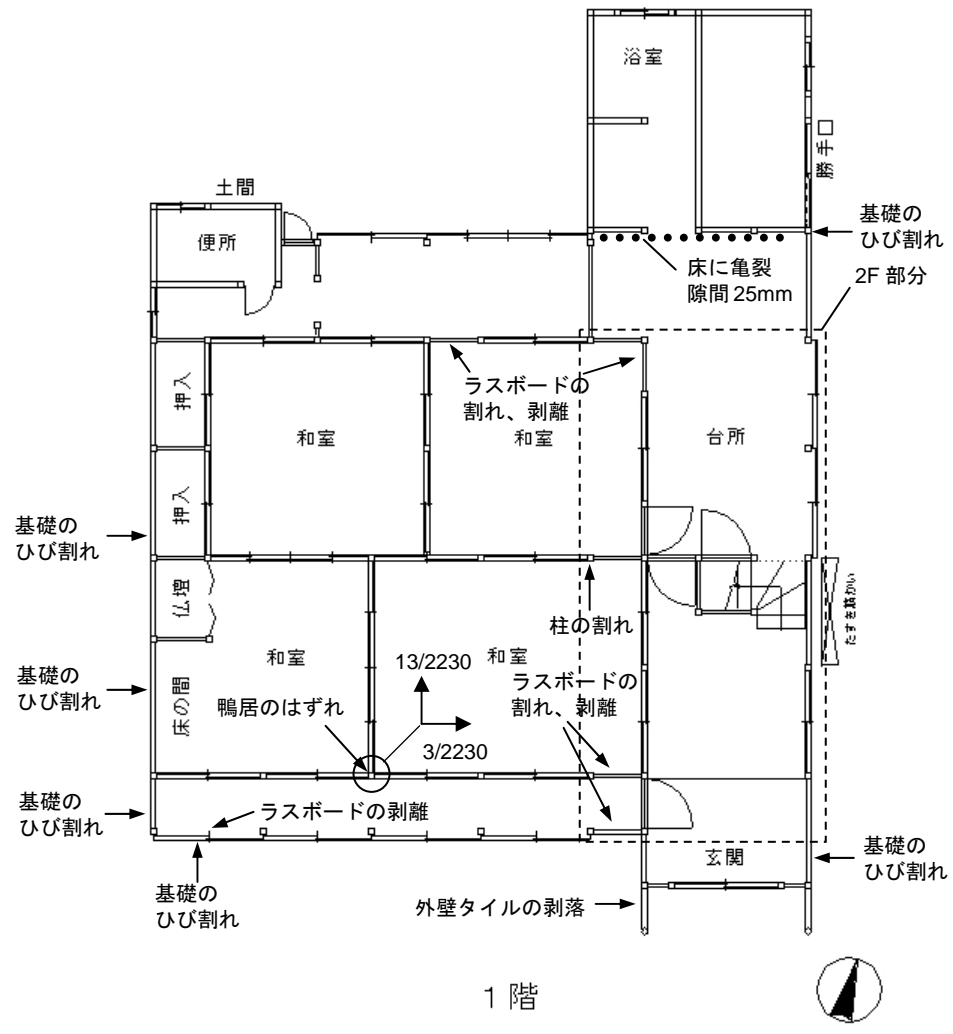 浴室
勝手口
土間
便所
基礎の
ひび割れ
床に亀裂
隙間 25mm
2F 部分
ラスボードの
割れ、剥離
押入
和室
和室
台所
押入
基礎の
ひび割れ
仏壇
柱の割れ
たすき筋かい
和室
13/2230
和室
ラスボードの
割れ、剥離
基礎の
ひび割れ
床の間
鴨居のはずれ
3/2230
基礎の
ひび割れ
ラスボードの剥離
玄関
基礎の
ひび割れ
基礎の
ひび割れ
外壁タイルの剥落
1階